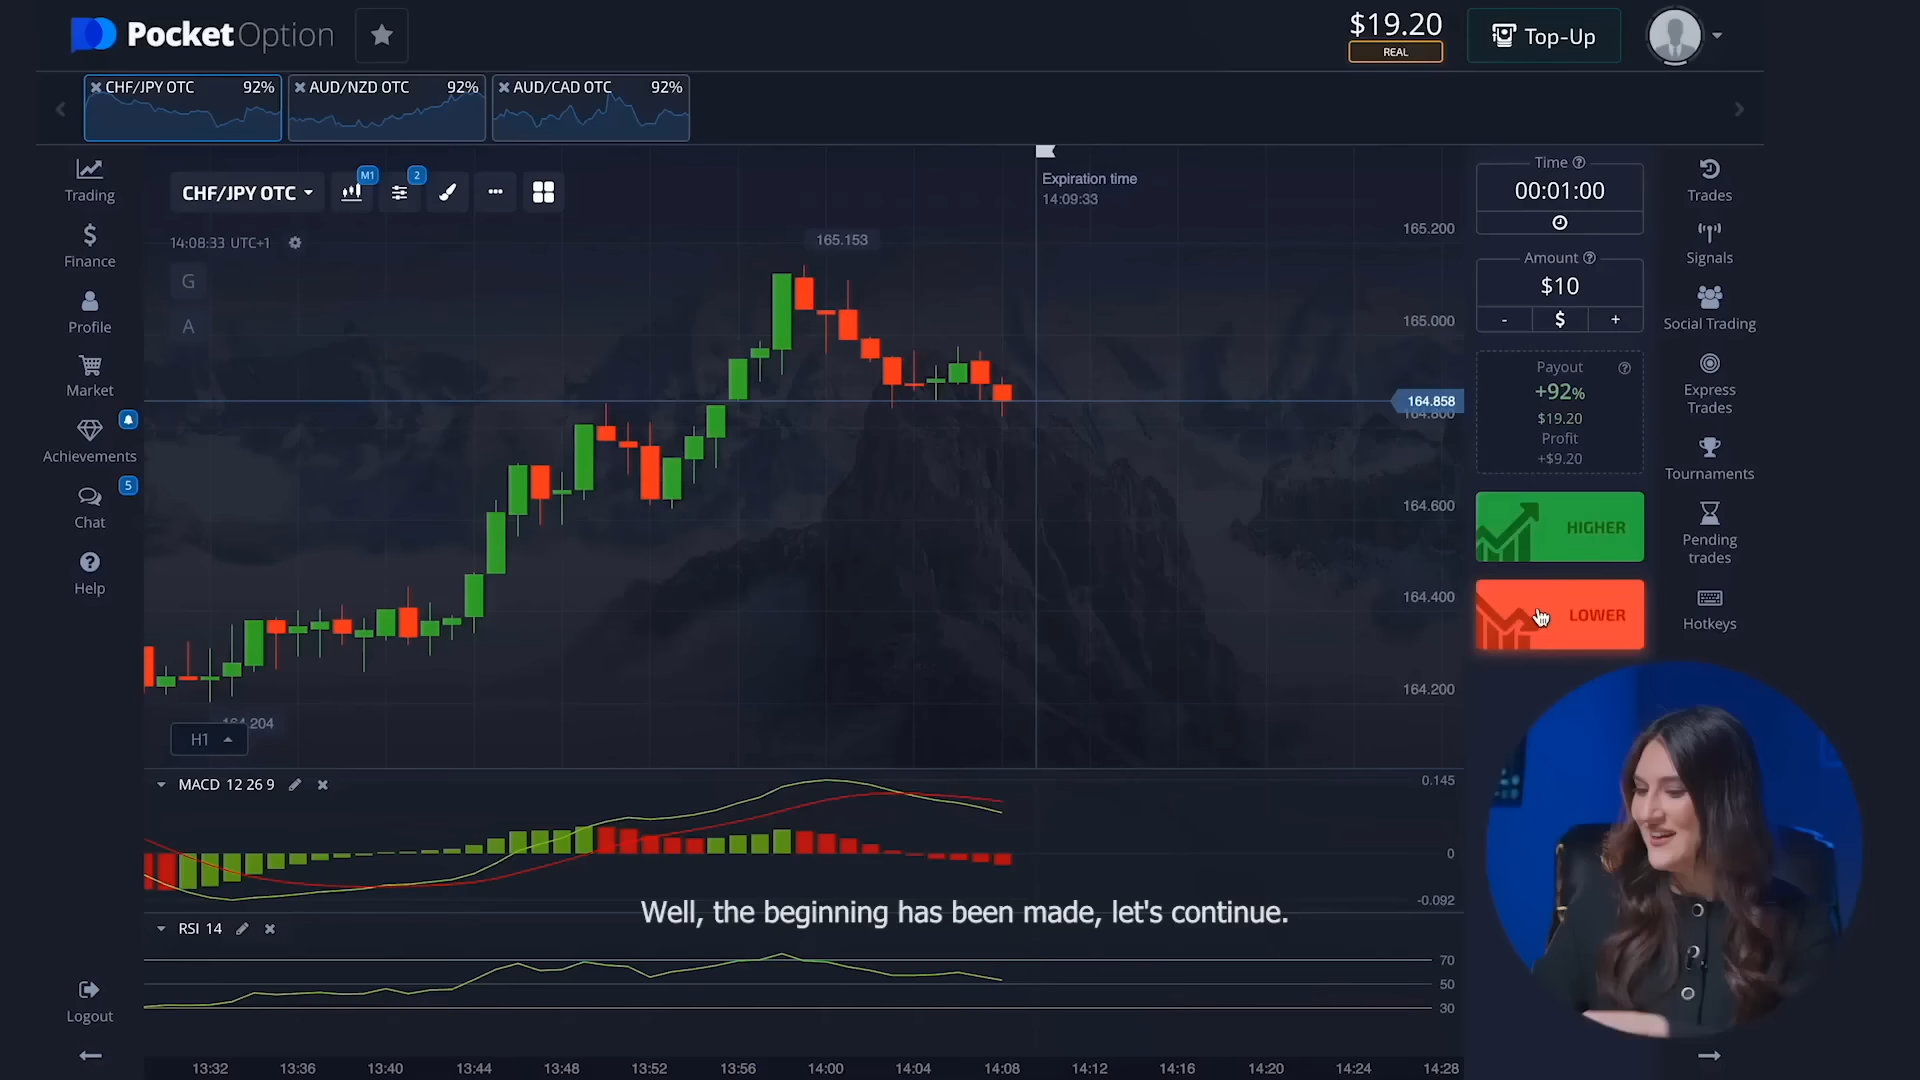 PocketOption
$19.20
REAL
Top-Up
CHF/JPY OTC 92%
AUD/NZD OTC 92%
AUD/CAD OTC 92%
Trading
Finance
Profile
Market
Achievements
Chat
5
Help
Logout
CHF/JPY OTC
M1
2
14:08:33 UTC+1
G
A
Expiration time
14:09:33
165.153
165.200
165.000
164.858
164.800
164.600
164.400
164.200
164.204
H1
MACD 12 26 9
0.145
0
-0.092
Well, the beginning has been made, let's continue.
RSI 14
70
50
30
13:32 13:36 13:40 13:44 13:48 13:52 13:56 14:00 14:04 14:08 14:12 14:16 14:20 14:24 14:28
Time
00:01:00
Amount
$10
- $ +
Payout
+92%
$19.20
Profit
+$9.20
HIGHER
LOWER
Trades
Signals
Social Trading
Express
Trades
Tournaments
Pending
trades
Hotkeys